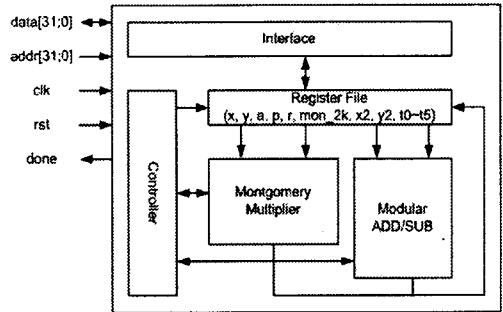 data[31;0]
addr[31;0]
clk
rst
done
Interface
Register File
(x, y, a, p, r, mon_2k, x2, y2, t0~t5)
Controller
Montgomery
Multiplier
Modular
ADD/SUB